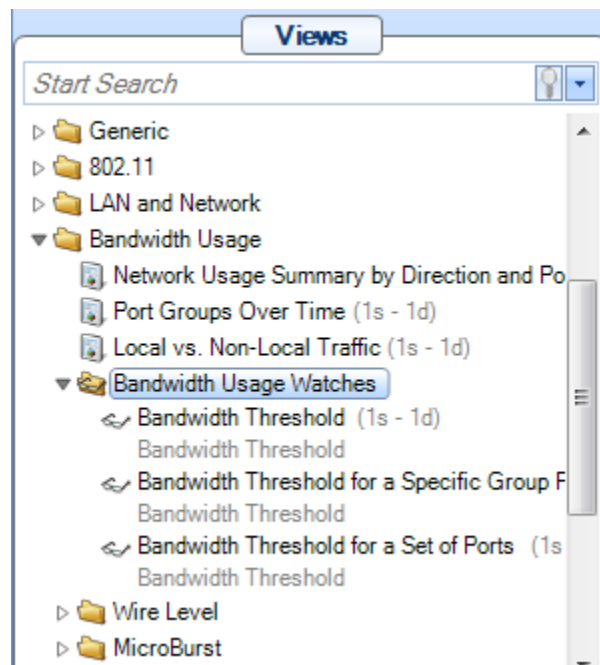 Views
Start Search
Generic
802.11
LAN and Network
Bandwidth Usage
Network Usage Summary by Direction and Po
Port Groups Over Time (1s - 1d)
Local vs. Non-Local Traffic (1s - 1d)
Bandwidth Usage Watches
Bandwidth Threshold (1s - 1d)
Bandwidth Threshold
Bandwidth Threshold for a Specific Group F
Bandwidth Threshold
Bandwidth Threshold for a Set of Ports (1s
Bandwidth Threshold
Wire Level
MicroBurst